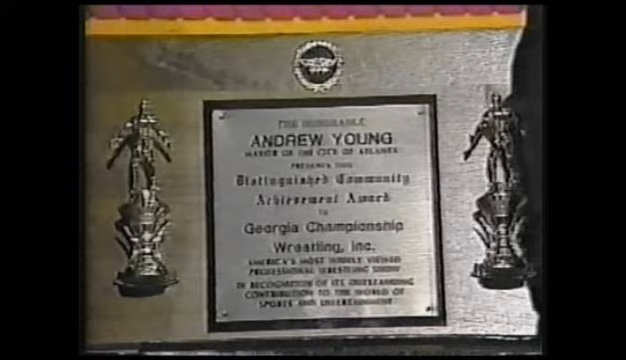 THE HONORABLE
ANDREW YOUNG
MAYOR OF THE CITY OF ATLANTA
PRESENTS THIS
Distinguished Community
Achievement Award
TO
Georgia Championship
Wrestling, Inc.
AMERICA'S MOST WIDELY VIEWED
PROFESSIONAL WRESTLING SHOW
IN RECOGNITION OF ITS OUTSTANDING
CONTRIBUTION TO THE WORLD OF
SPORTS AND ENTERTAINMENT